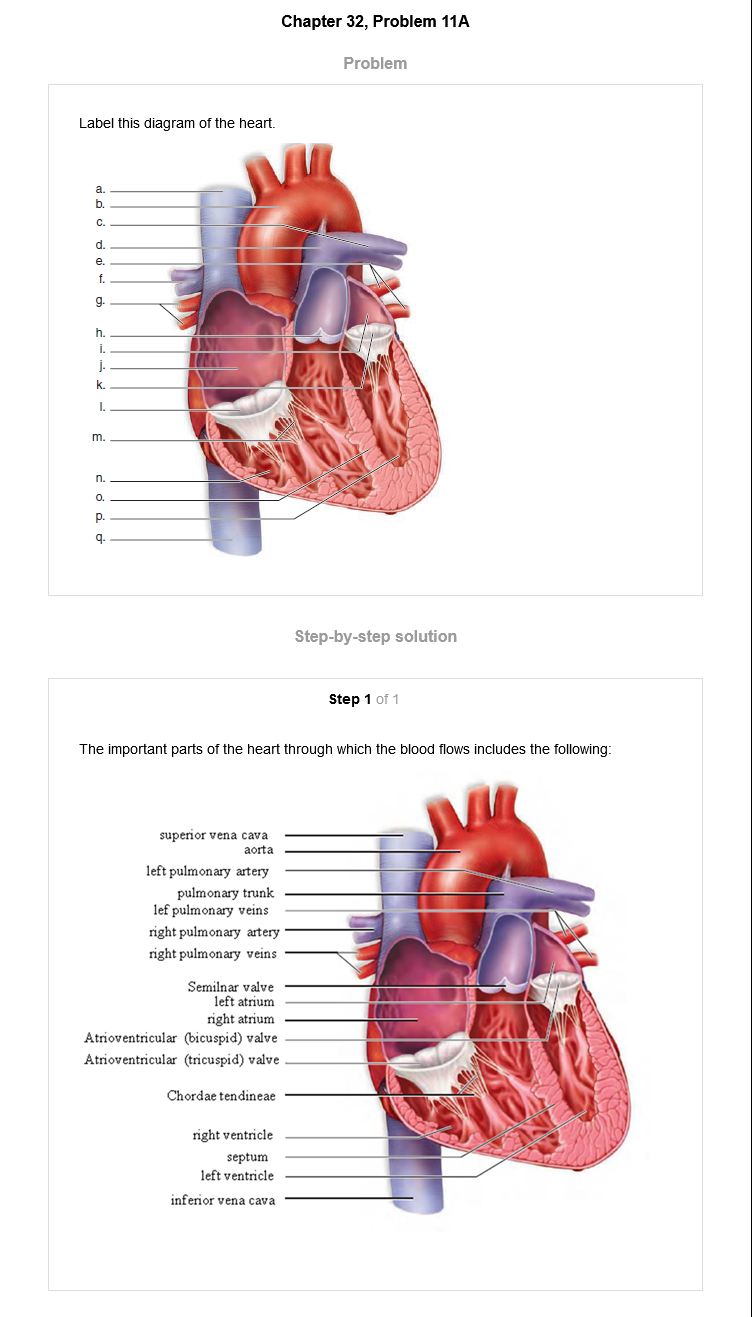 Chapter 32, Problem 11A
Problem
Label this diagram of the heart.
a.
b.
c.
d.
e.
f.
g.
h.
i.
j.
k.
l.
m.
n.
o.
p.
q.
Step-by-step solution
Step 1 of 1
The important parts of the heart through which the blood flows includes the following:
superior vena cava
aorta
left pulmonary artery
pulmonary trunk
lef pulmonary veins
right pulmonary artery
right pulmonary veins
Semilnar valve
left atrium
right atrium
Atrioventricular (bicuspid) valve
Atrioventricular (tricuspid) valve
Chordae tendineae
right ventricle
septum
left ventricle
inferior vena cava